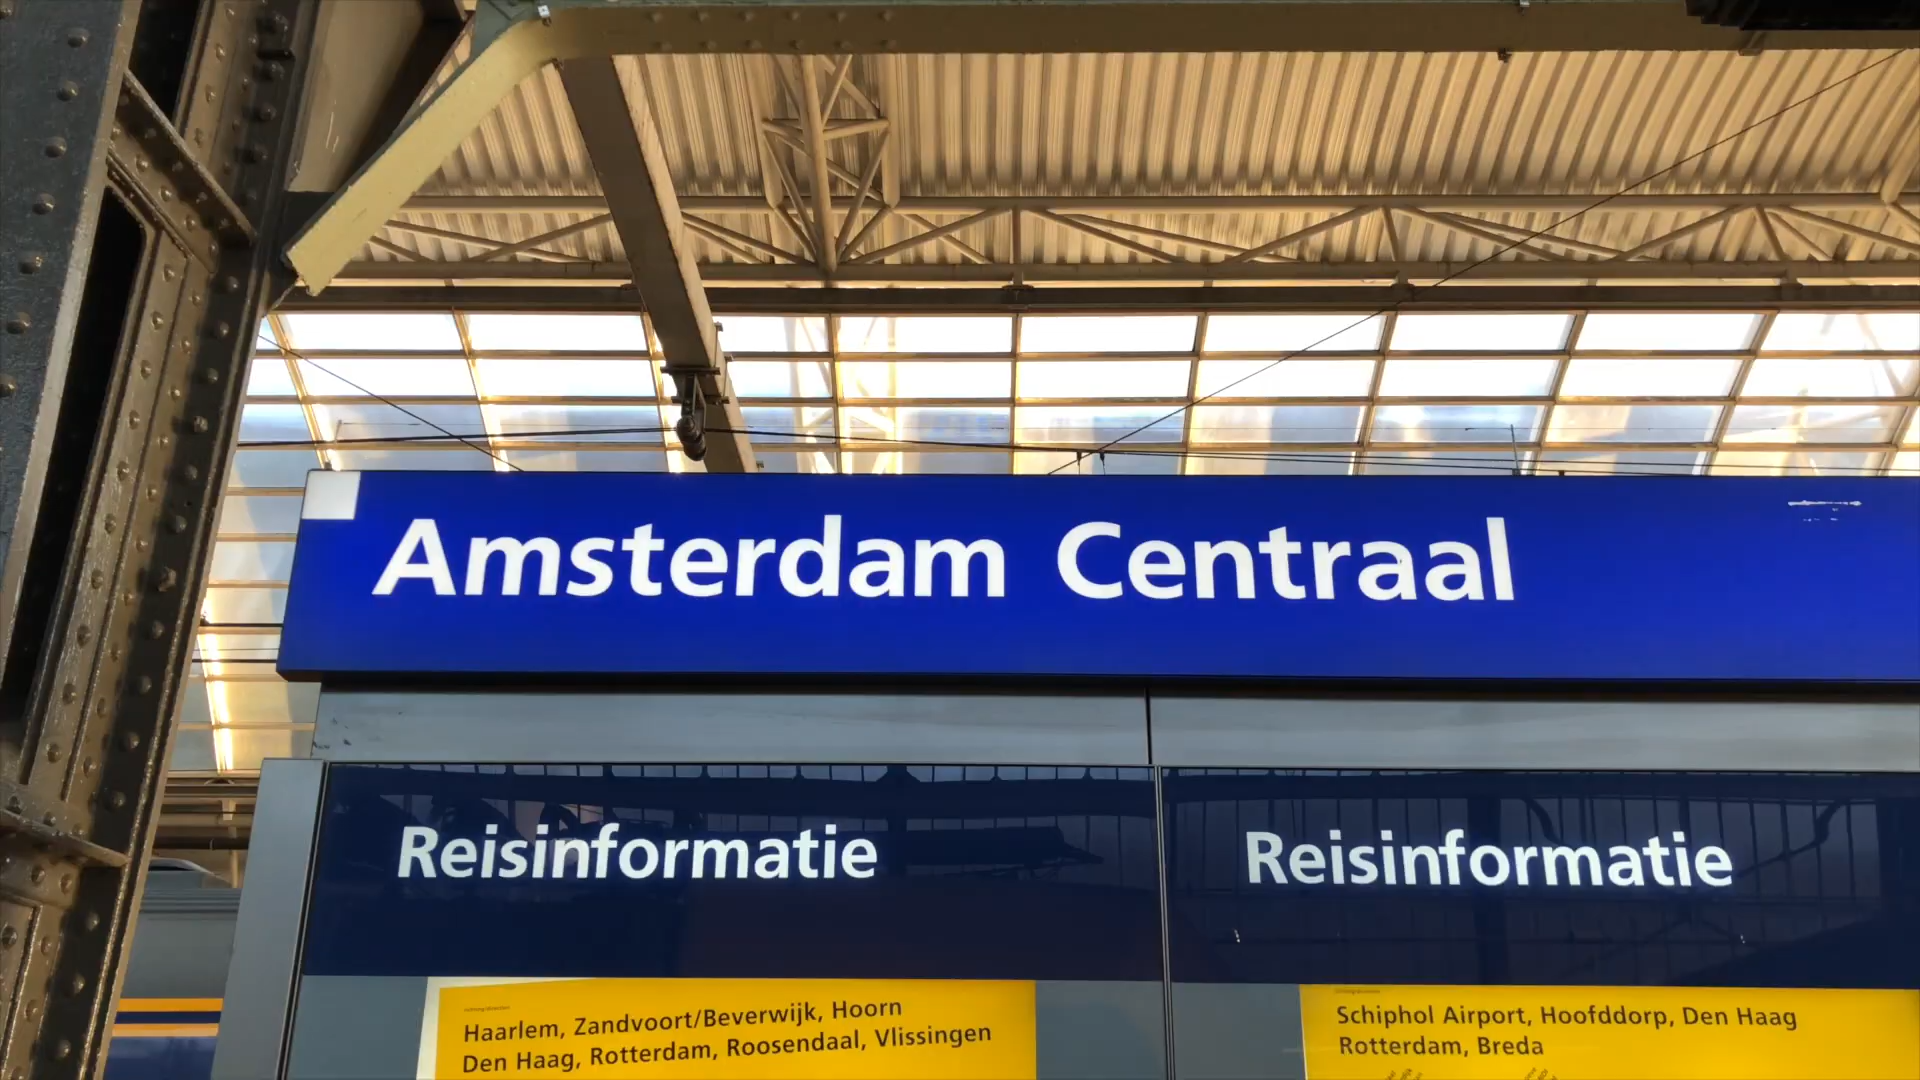 Amsterdam Centraal
Reisinformatie
Reisinformatie
Haarlem, Zandvoort/Beverwijk, Hoorn
Den Haag, Rotterdam, Roosendaal, Vlissingen
Schiphol Airport, Hoofddorp, Den Haag
Rotterdam, Breda